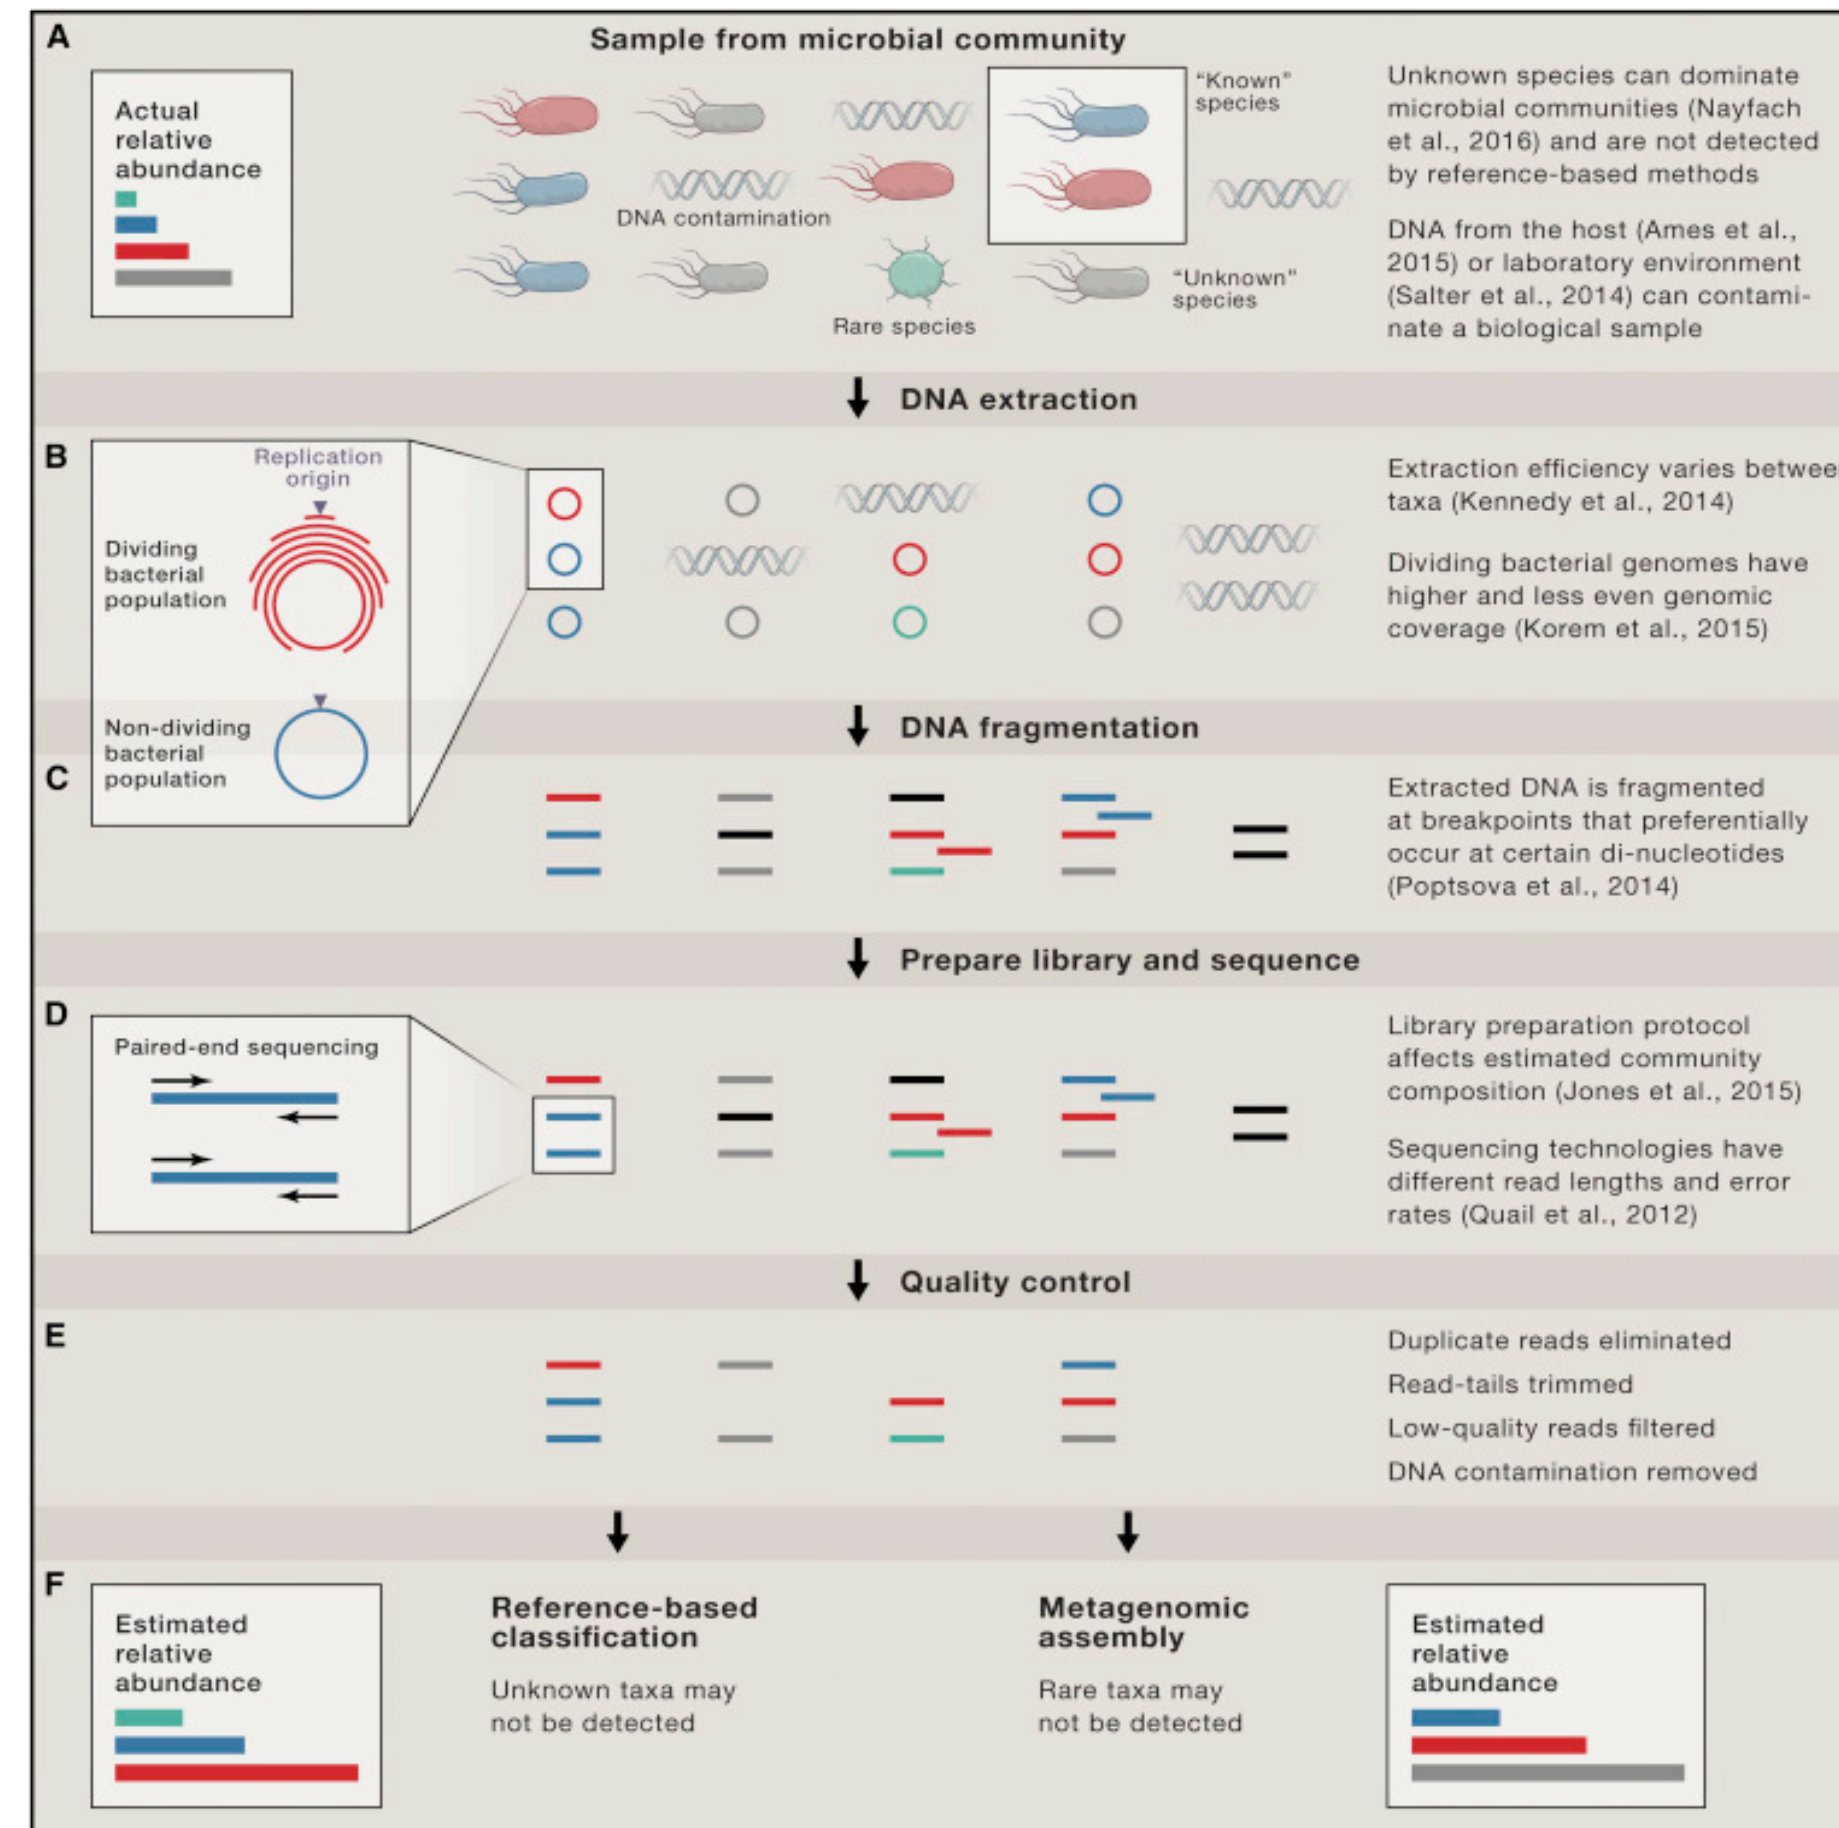 A
Sample from microbial community
Actual
relative
abundance
"Known"
species
DNA contamination
Rare species
"Unknown"
species
Unknown species can dominate
microbial communities (Nayfach
et al., 2016) and are not detected
by reference-based methods
DNA from the host (Ames et al.,
2015) or laboratory environment
(Salter et al., 2014) can contami-
nate a biological sample
DNA extraction
B
Replication
origin
Dividing
bacterial
population
Non-dividing
bacterial
population
Extraction efficiency varies betwee
taxa (Kennedy et al., 2014)
Dividing bacterial genomes have
higher and less even genomic
coverage (Korem et al., 2015)
DNA fragmentation
C
Extracted DNA is fragmented
at breakpoints that preferentially
occur at certain di-nucleotides
(Poptsova et al., 2014)
Prepare library and sequence
D
Paired-end sequencing
Library preparation protocol
affects estimated community
composition (Jones et al., 2015)
Sequencing technologies have
different read lengths and error
rates (Quail et al., 2012)
Quality control
E
Duplicate reads eliminated
Read-tails trimmed
Low-quality reads filtered
DNA contamination removed
F
Estimated
relative
abundance
Reference-based
classification
Unknown taxa may
not be detected
Metagenomic
assembly
Rare taxa may
not be detected
Estimated
relative
abundance